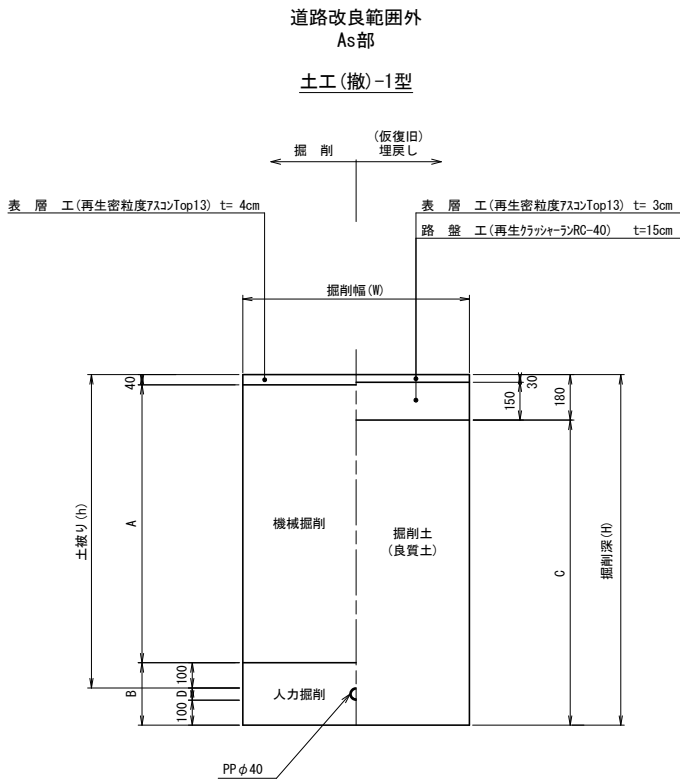 道路改良範囲外
As部
土工(撤)-1型
掘 削
(仮復旧)
埋戻し
表 層 工(再生密粒度アスコンTop13) t= 4cm
表 層 工(再生密粒度アスコンTop13) t= 3cm
路 盤 工(再生クラッシャーランRC-40) t=15cm
掘削幅(W)
40
30
150
180
土被り(h)
A
機械掘削
掘削土
(良質土)
C
掘削深(H)
B
100
D
100
人力掘削
PPφ40